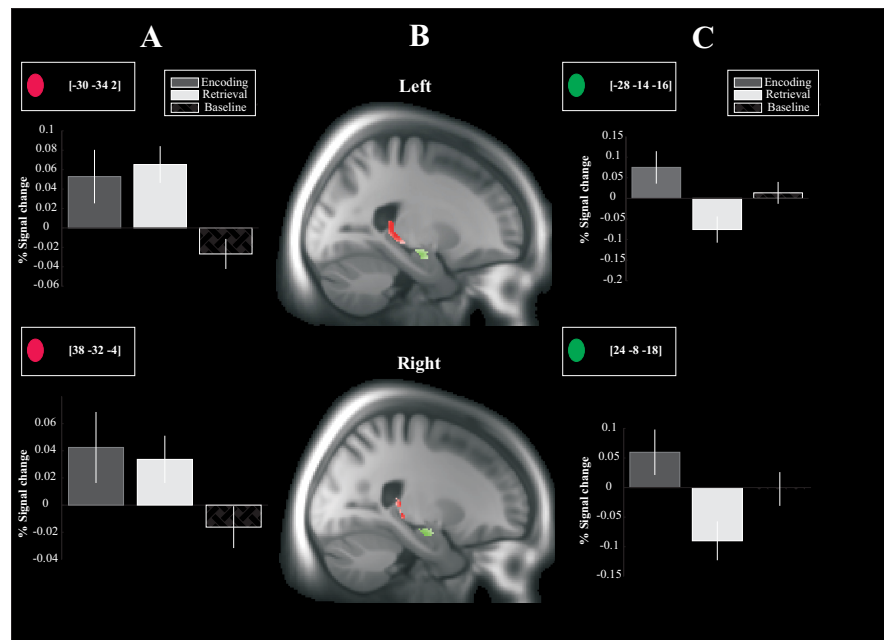 A
B
C
[-30 -34 2]
Encoding
Retrieval
Baseline
Left
[-28 -14 -16]
Encoding
Retrieval
Baseline
% Signal change
0.1
0.08
0.06
0.04
0.02
0
-0.02
-0.04
-0.06
% Signal change
0.15
0.1
0.05
0
-0.05
-0.1
-0.15
-0.2
[38 -32 -4]
Right
[24 -8 -18]
% Signal change
0.06
0.04
0.02
0
-0.02
-0.04
% Signal change
0.1
0.05
0
-0.05
-0.1
-0.15